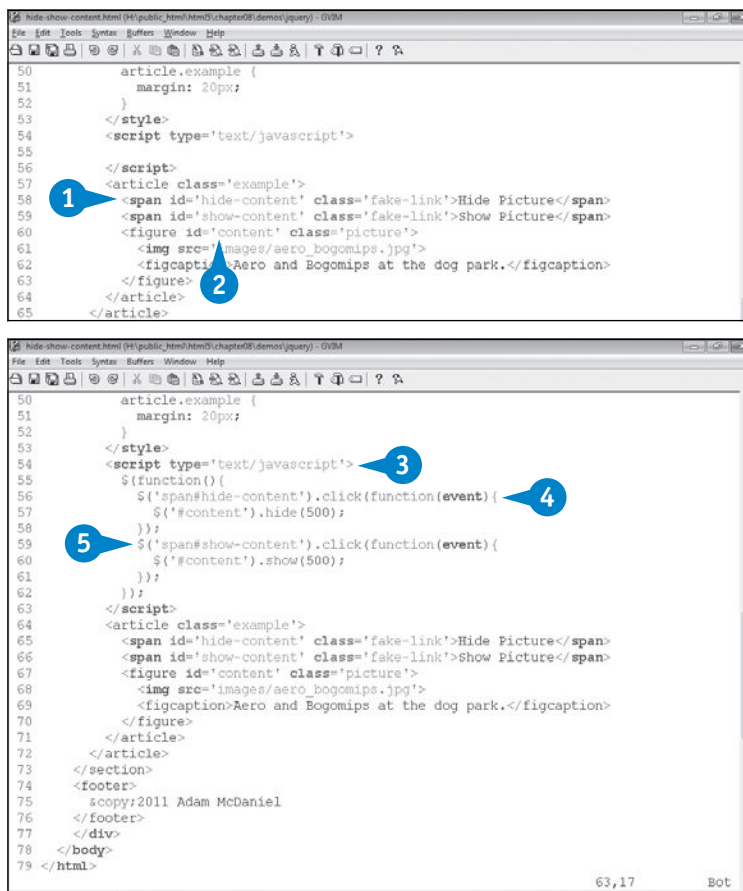 hide-show-content.html (H:\public_html\html5\chapter08\demos\jquery) - GVIM
File Edit Tools Syntax Buffers Window Help
50 article.example {
51 margin: 20px;
52 }
53 </style>
54 <script type='text/javascript'>
55
56 </script>
57 <article class='example'>
1
58 <span id='hide-content' class='fake-link'>Hide Picture</span>
59 <span id='show-content' class='fake-link'>Show Picture</span>
60 <figure id='content' class='picture'>
61 <img src= images/aero_bogomips.jpg'>
62 <figcapti >Aero and Bogomips at the dog park.</figcaption>
2
63 </figure>
64 </article>
65 </article>
hide-show-content.html (H:\public_html\html5\chapter08\demos\jquery) - GVIM
File Edit Tools Syntax Buffers Window Help
50 article.example {
51 margin: 20px;
52 }
53 </style>
54 <script type='text/javascript'> 3
55 $(function(){
56 $('span#hide-content').click(function(event){ 4
57 $('#content').hide(500);
58 });
5
59 $('span#show-content').click(function(event){
60 $('#content').show(500);
61 });
62 });
63 </script>
64 <article class='example'>
65 <span id='hide-content' class='fake-link'>Hide Picture</span>
66 <span id='show-content' class='fake-link'>Show Picture</span>
67 <figure id='content' class='picture'>
68 <img src='images/aero_bogomips.jpg'>
69 <figcaption>Aero and Bogomips at the dog park.</figcaption>
70 </figure>
71 </article>
72 </article>
73 </section>
74 <footer>
75 &copy;2011 Adam McDaniel
76 </footer>
77 </div>
78 </body>
79 </html>
63,17 Bot